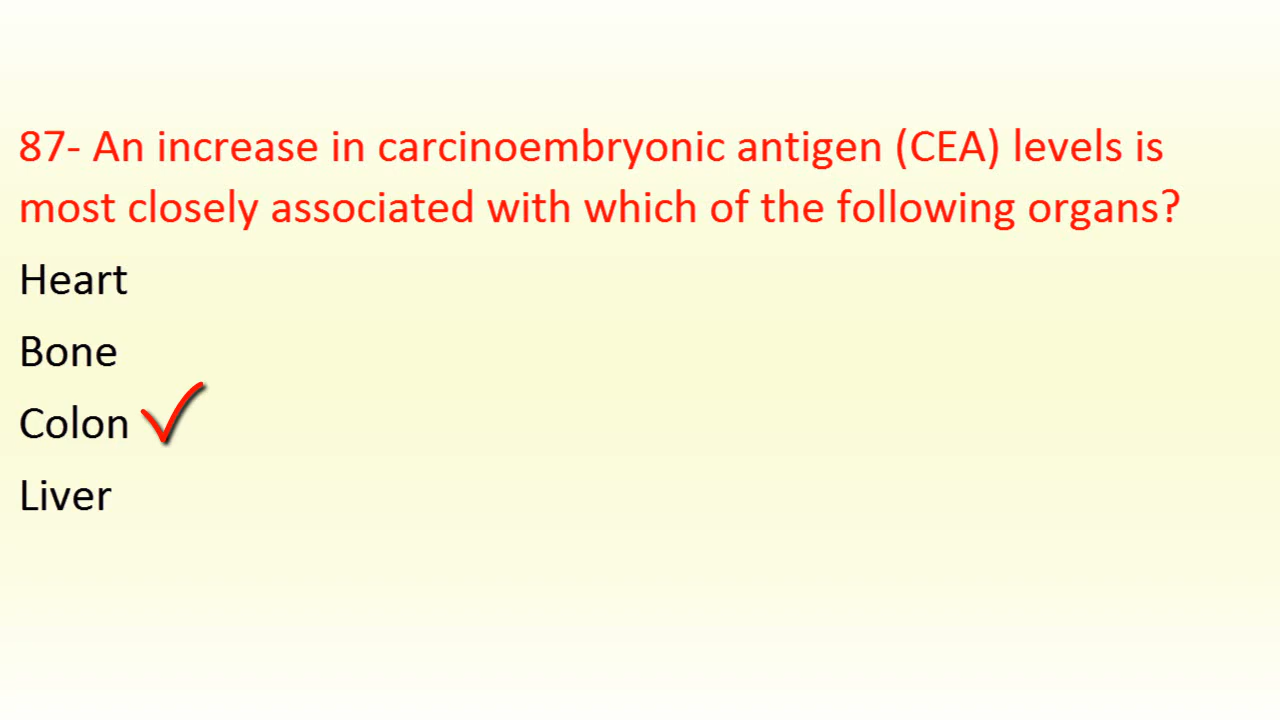 87- An increase in carcinoembryonic antigen (CEA) levels is
most closely associated with which of the following organs?
Heart
Bone
Colon
Liver